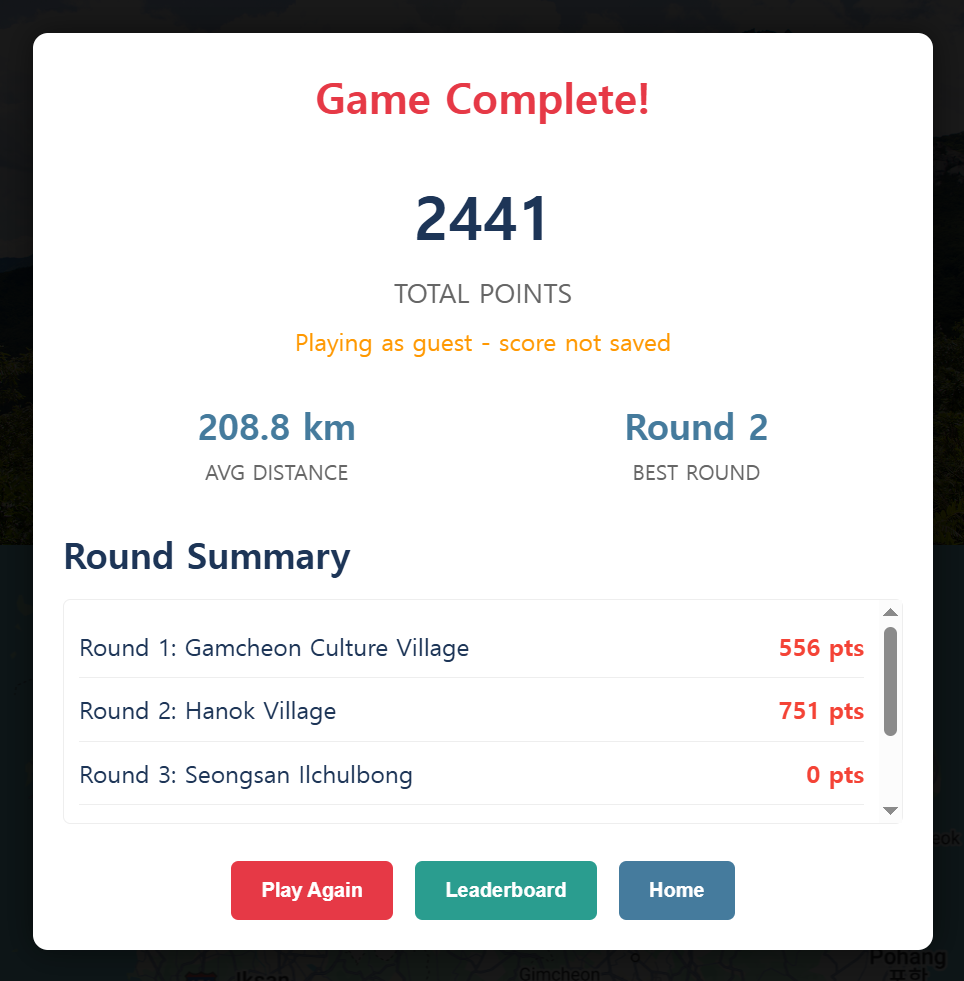 Game Complete!
2441
TOTAL POINTS
Playing as guest - score not saved
208.8 km
AVG DISTANCE
Round 2
BEST ROUND
Round Summary
Round 1: Gamcheon Culture Village
556 pts
Round 2: Hanok Village
751 pts
Round 3: Seongsan Ilchulbong
0 pts
Play Again
Leaderboard
Home
Pohang
포항
Iksan
Gimcheon